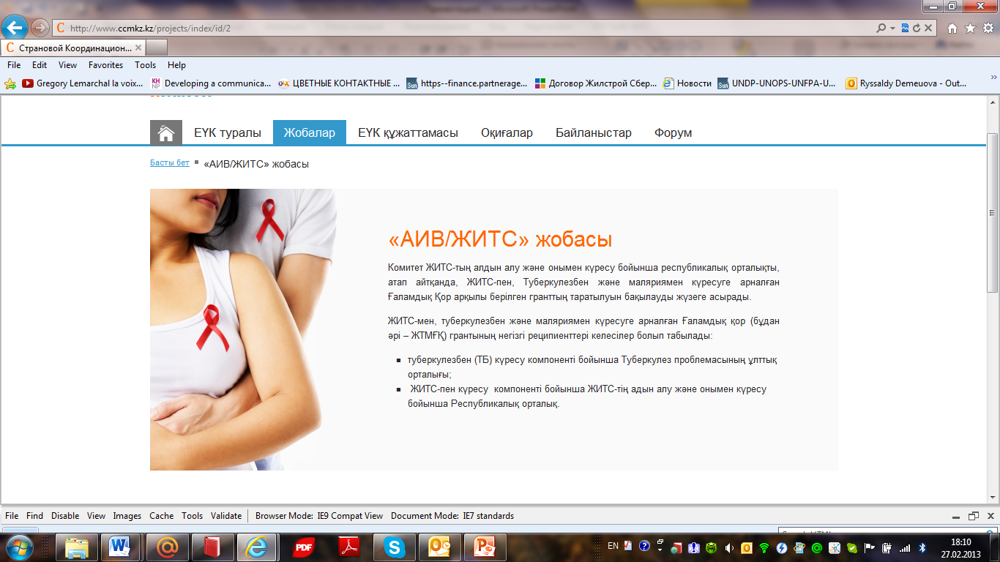 http://www.ccmkz.kz/projects/index/id/2
Страновой Координацион...
File Edit View Favorites Tools Help
Gregory Lemarchal la voix... Developing a communica... ЦВЕТНЫЕ КОНТАКТНЫЕ ... https--finance.partnerage... Договор Жилстрой Сбер... Новости UNDP-UNOPS-UNFPA-U... Ryssaldy Demeuova - Out...
ЕҮК туралы Жобалар ЕҮК құжаттамасы Оқиғалар Байланыстар Форум
Басты бет «АИВ/ЖИТС» жобасы
«АИВ/ЖИТС» жобасы
Комитет ЖИТС-тың алдын алу және онымен күресу бойынша республикалық орталықты,
атап айтқанда, ЖИТС-пен, Туберкулезбен және маляриямен күресуге арналған
Ғаламдық Қор арқылы берілген гранттың таратылуын бақылауды жүзеге асырады.
ЖИТС-мен, туберкулезбен және маляриямен күресуге арналған Ғаламдық қор (бұдан
әрі – ЖТМҒҚ) грантының негізгі реципиенттері келесілер болып табылады:
туберкулезбен (ТБ) күресу компоненті бойынша Туберкулез проблемасының ұлттық
орталығы;
ЖИТС-пен күресу компоненті бойынша ЖИТС-тің адын алу және онымен күресу
бойынша Республикалық орталық.
File Find Disable View Images Cache Tools Validate Browser Mode: IE9 Compat View Document Mode: IE7 standards
EN
18:10
27.02.2013